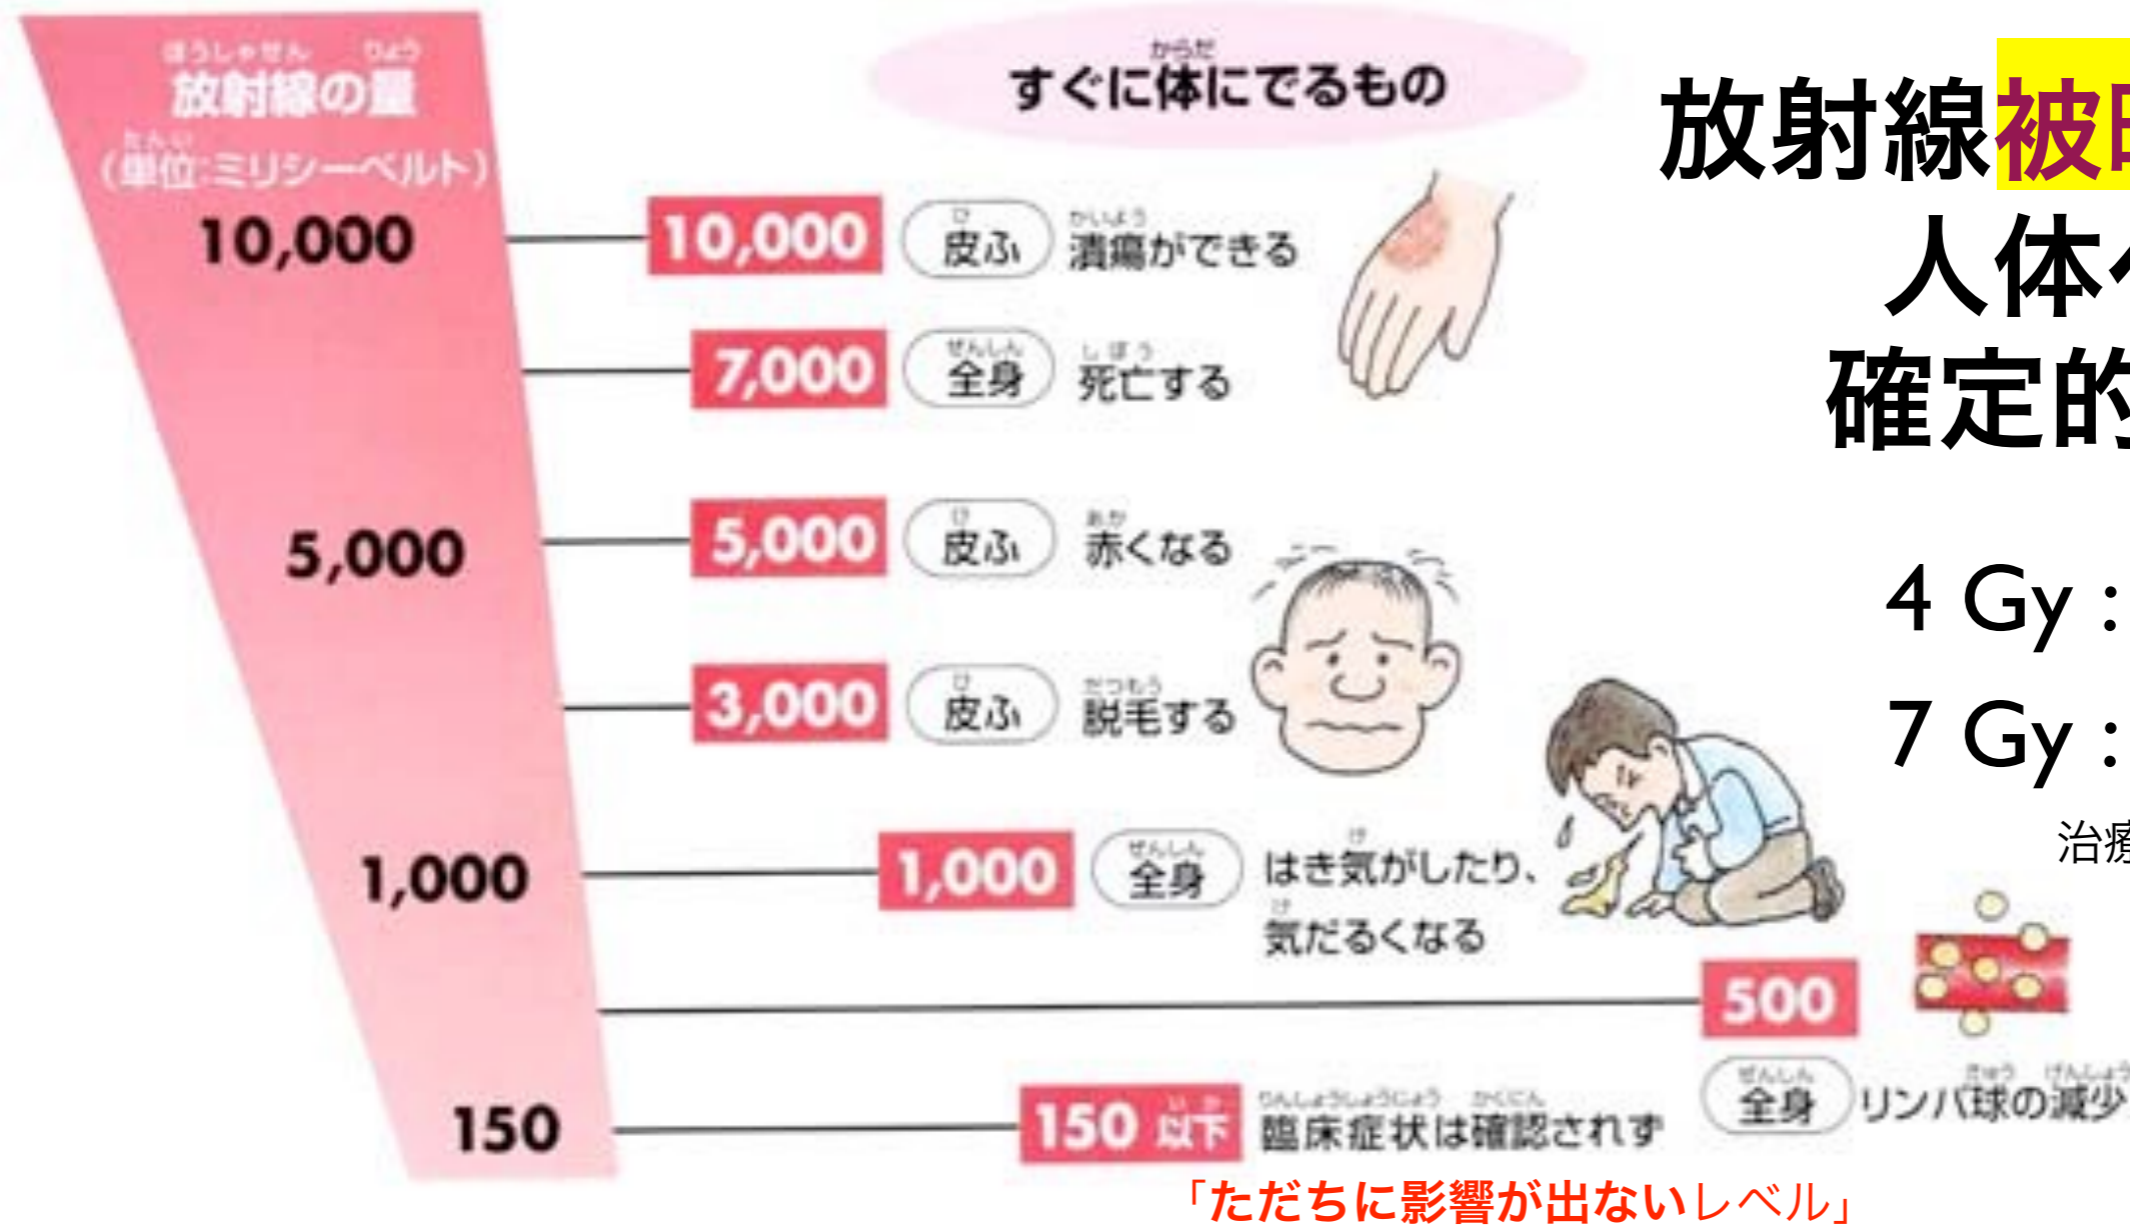 放射線の量
(単位:ミリシーベルト)
10,000
5,000
1,000
150
すぐに体にでるもの
10,000 皮ふ 潰瘍ができる
7,000 全身 死亡する
5,000 皮ふ 赤くなる
3,000 皮ふ 脱毛する
1,000 全身 はき気がしたり、
気だるくなる
500
全身 リンパ球の減少
150 以下 臨床症状は確認されず
「ただちに影響が出ないレベル」
放射線被
人体
確定的
4 Gy :
7 Gy :
治療